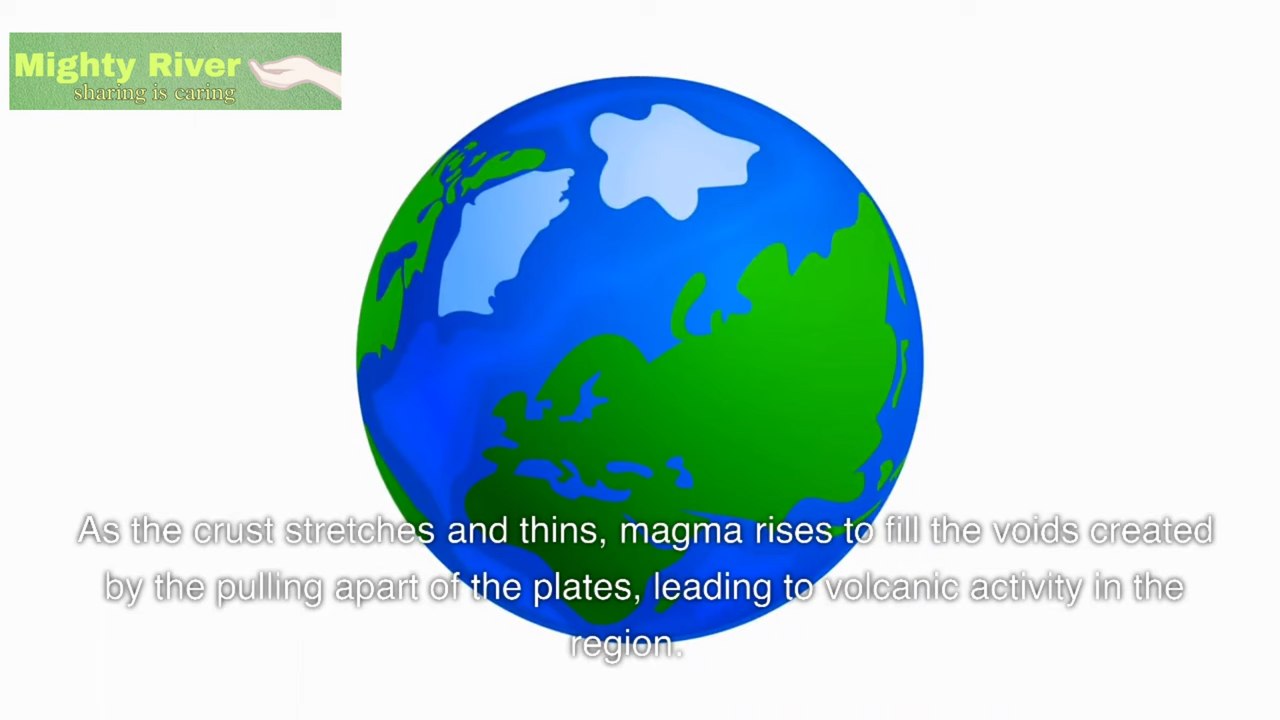 Mighty River
sharing is caring
As the crust stretches and thins, magma rises to fill the voids created
by the pulling apart of the plates, leading to volcanic activity in the
region.